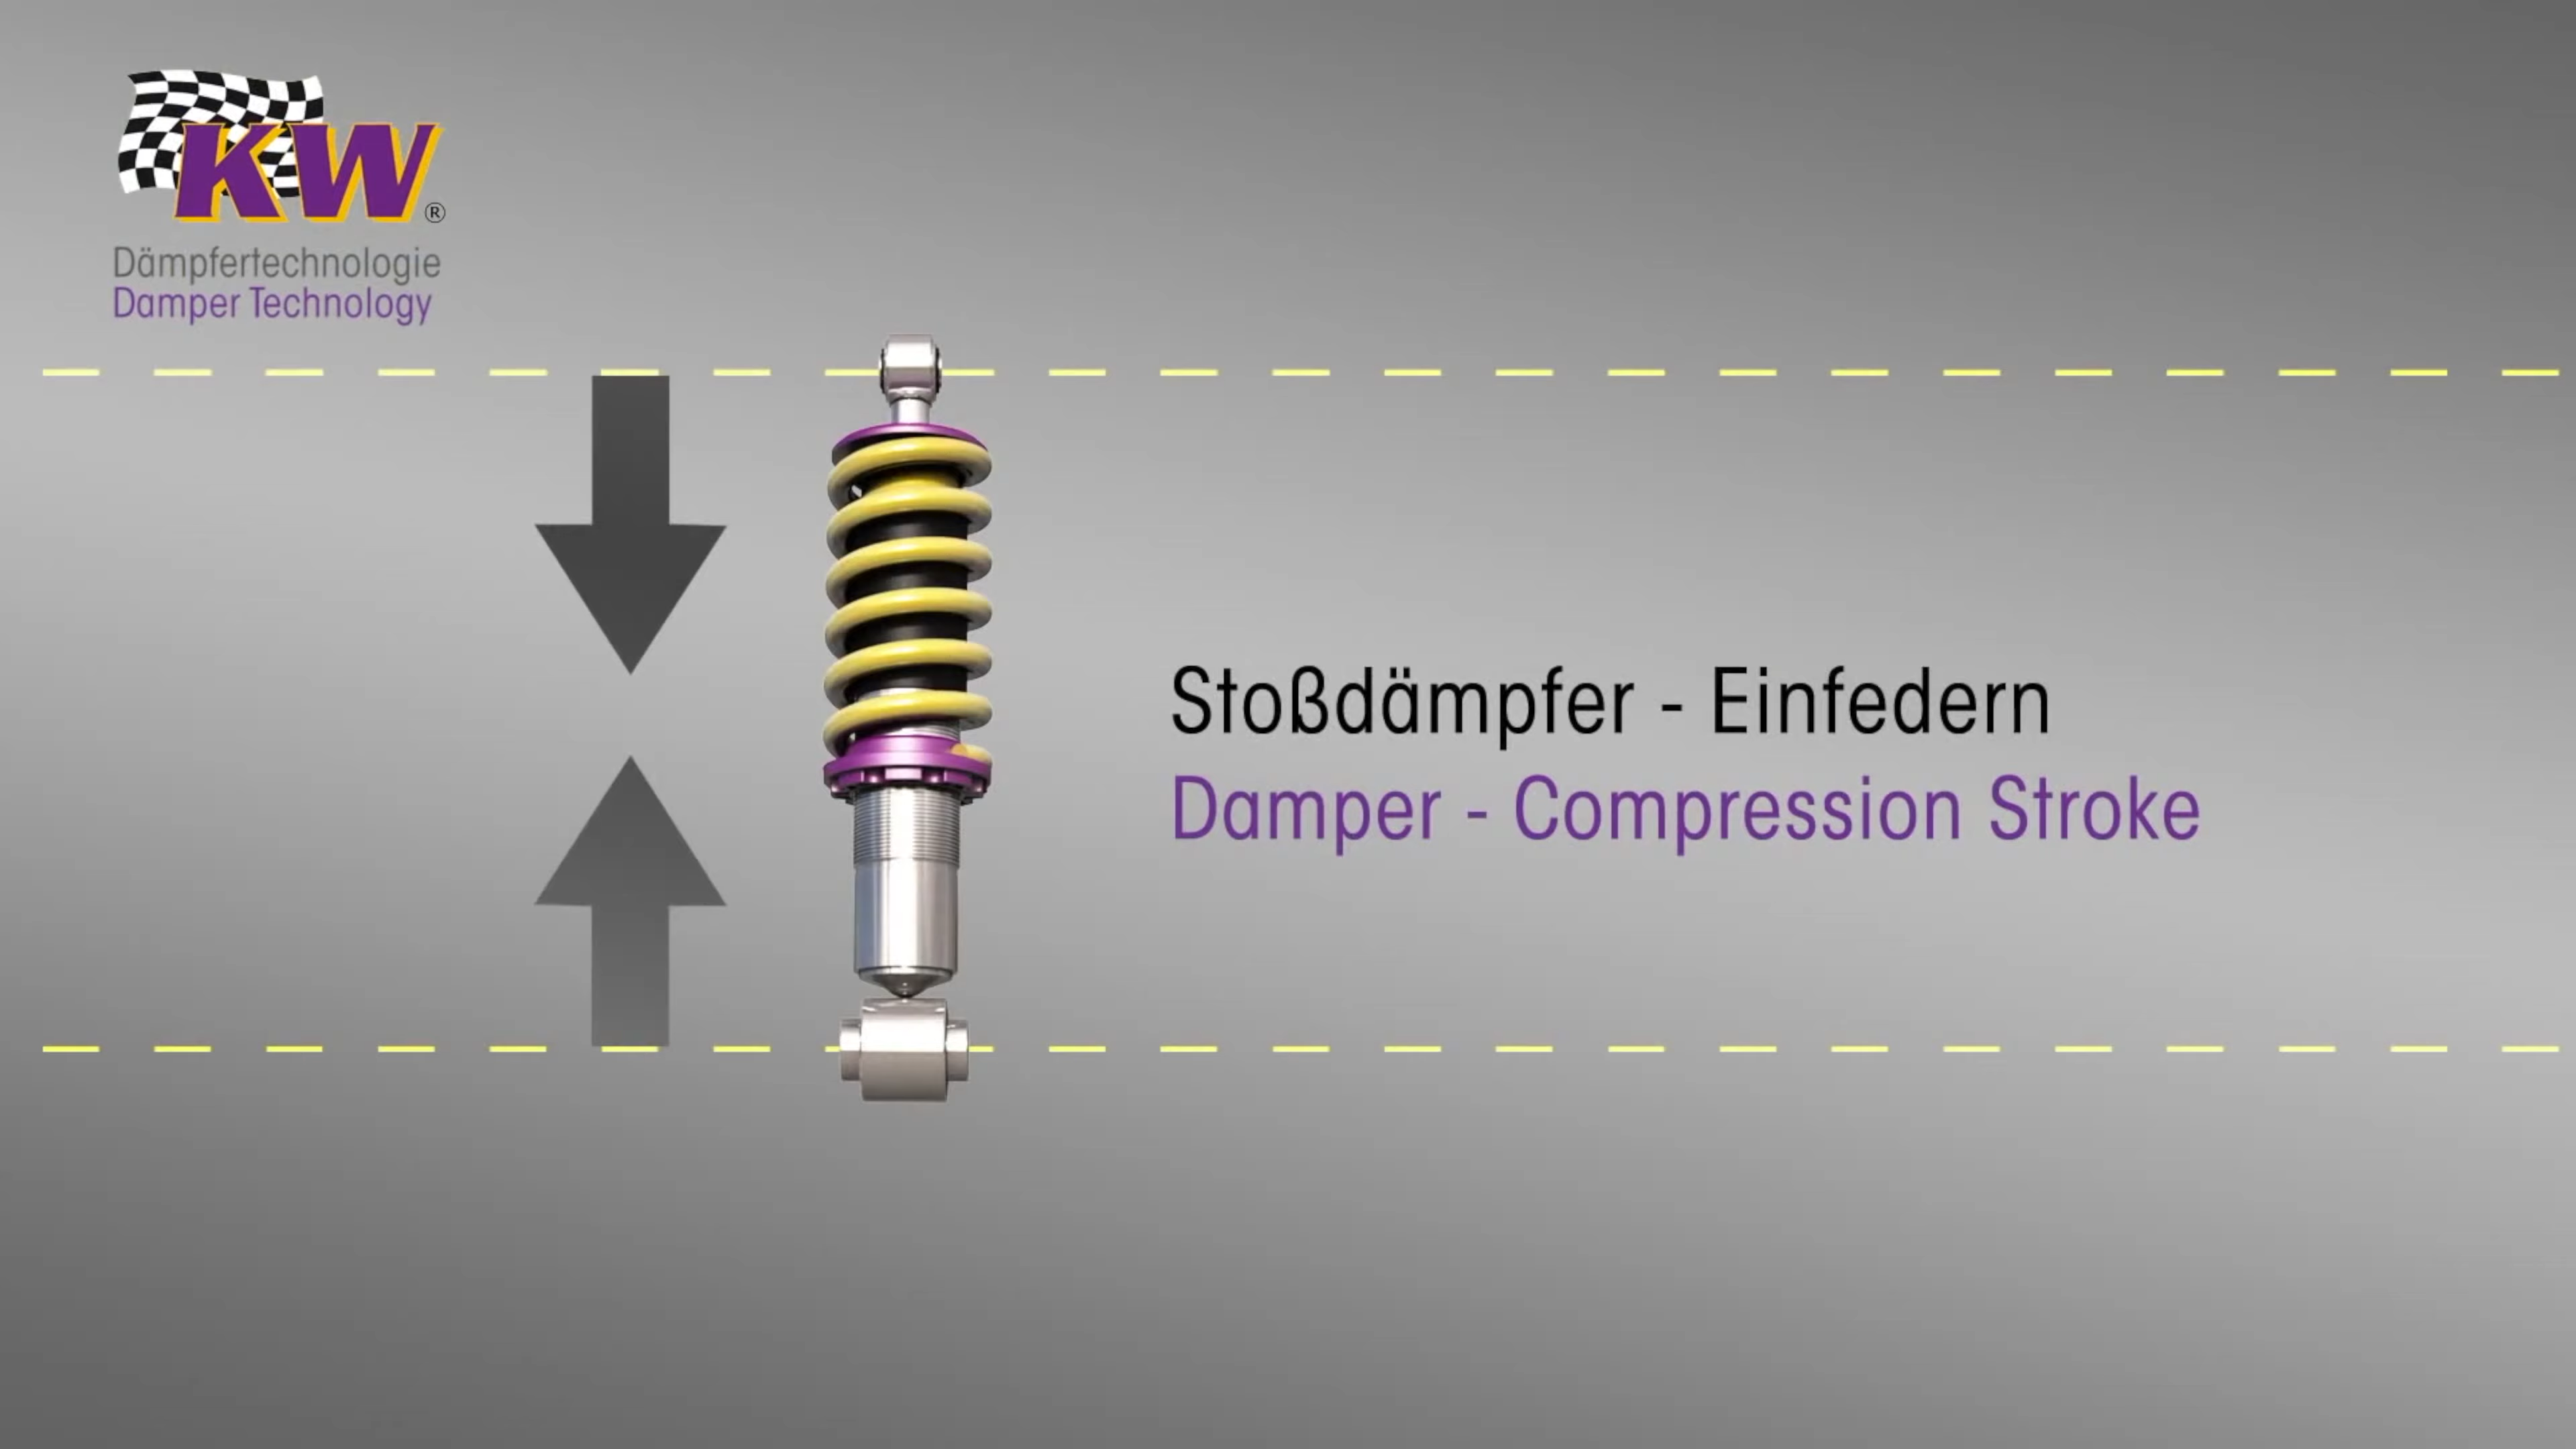 KW®
Dämpfertechnologie
Damper Technology
Stoßdämpfer - Einfedern
Damper - Compression Stroke